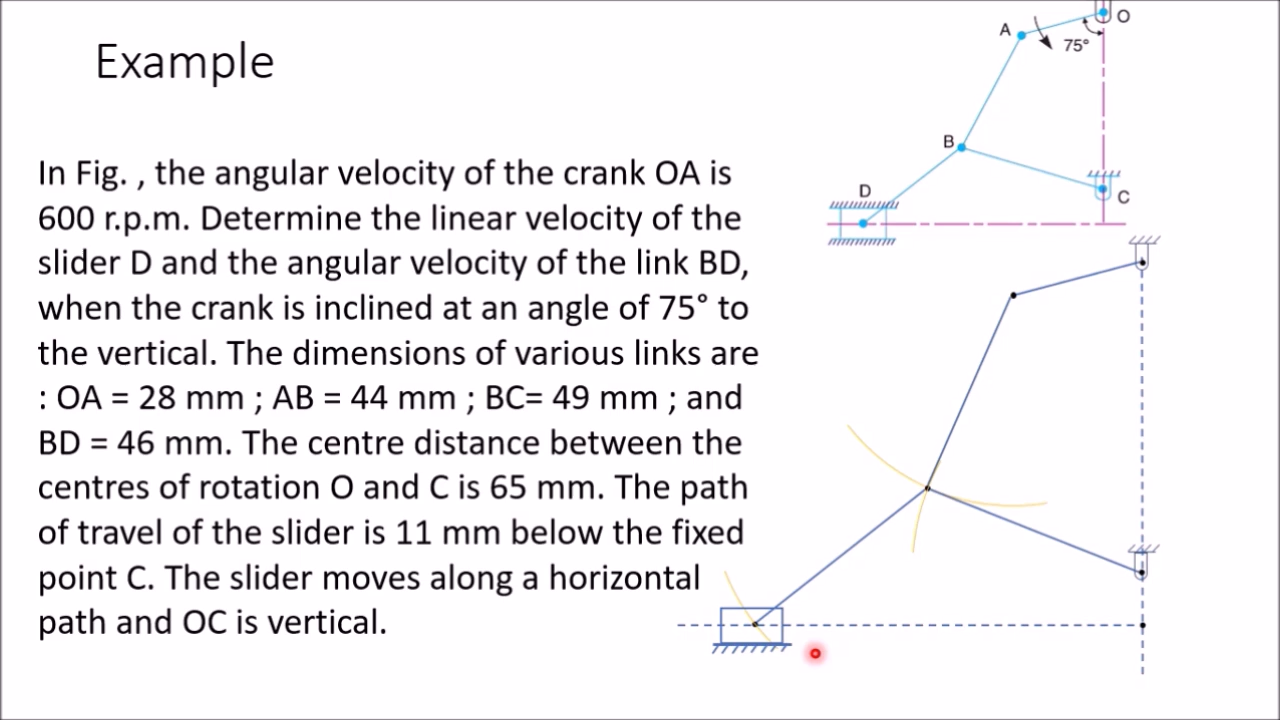 Example
In Fig. , the angular velocity of the crank OA is
600 r.p.m. Determine the linear velocity of the
slider D and the angular velocity of the link BD,
when the crank is inclined at an angle of 75° to
the vertical. The dimensions of various links are
: OA = 28 mm ; AB = 44 mm ; BC= 49 mm ; and
BD = 46 mm. The centre distance between the
centres of rotation O and C is 65 mm. The path
of travel of the slider is 11 mm below the fixed
point C. The slider moves along a horizontal
path and OC is vertical.
O
A
75°
B
D
C